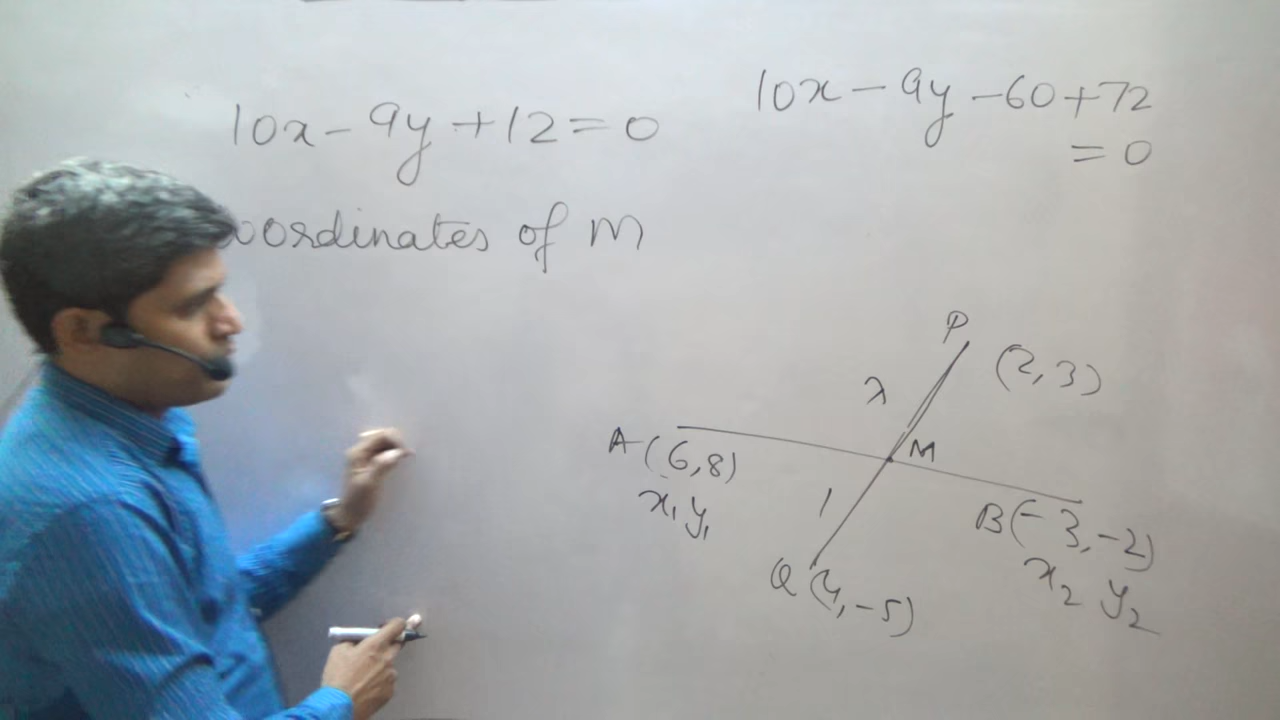 10x - 9y + 12 = 0
10x - 9y - 60 + 72
= 0
oordinates of M
P
(2, 3)
λ
M
A (6, 8)
x₁ y₁
1
B (-3, -2)
x₂ y₂
Q (4, -5)